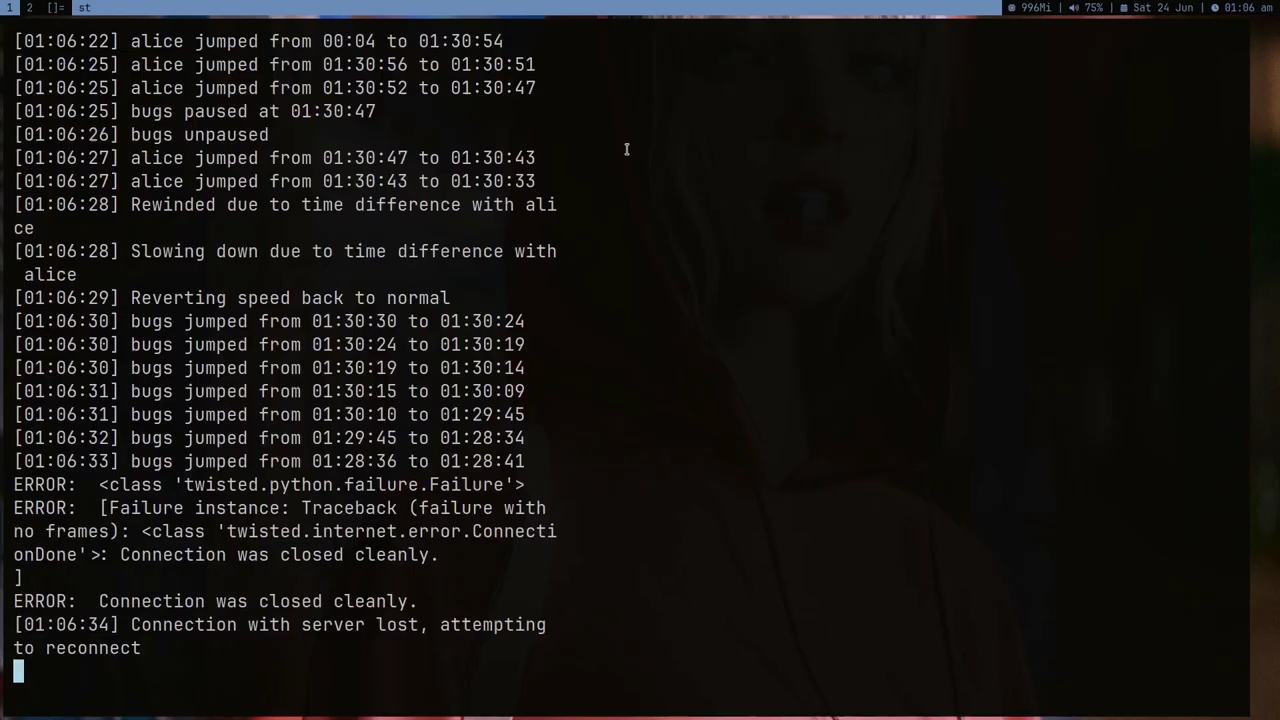 1 2 []= st 996Mi | 75% | Sat 24 Jun | 01:06 am
[01:06:22] alice jumped from 00:04 to 01:30:54
[01:06:25] alice jumped from 01:30:56 to 01:30:51
[01:06:25] alice jumped from 01:30:52 to 01:30:47
[01:06:25] bugs paused at 01:30:47
[01:06:26] bugs unpaused
[01:06:27] alice jumped from 01:30:47 to 01:30:43
[01:06:27] alice jumped from 01:30:43 to 01:30:33
[01:06:28] Rewinded due to time difference with ali
ce
[01:06:28] Slowing down due to time difference with
 alice
[01:06:29] Reverting speed back to normal
[01:06:30] bugs jumped from 01:30:30 to 01:30:24
[01:06:30] bugs jumped from 01:30:24 to 01:30:19
[01:06:30] bugs jumped from 01:30:19 to 01:30:14
[01:06:31] bugs jumped from 01:30:15 to 01:30:09
[01:06:31] bugs jumped from 01:30:10 to 01:29:45
[01:06:32] bugs jumped from 01:29:45 to 01:28:34
[01:06:33] bugs jumped from 01:28:36 to 01:28:41
ERROR:  <class 'twisted.python.failure.Failure'>
ERROR:  [Failure instance: Traceback (failure with
no frames): <class 'twisted.internet.error.Connecti
onDone'>: Connection was closed cleanly.
]
ERROR:  Connection was closed cleanly.
[01:06:34] Connection with server lost, attempting
to reconnect